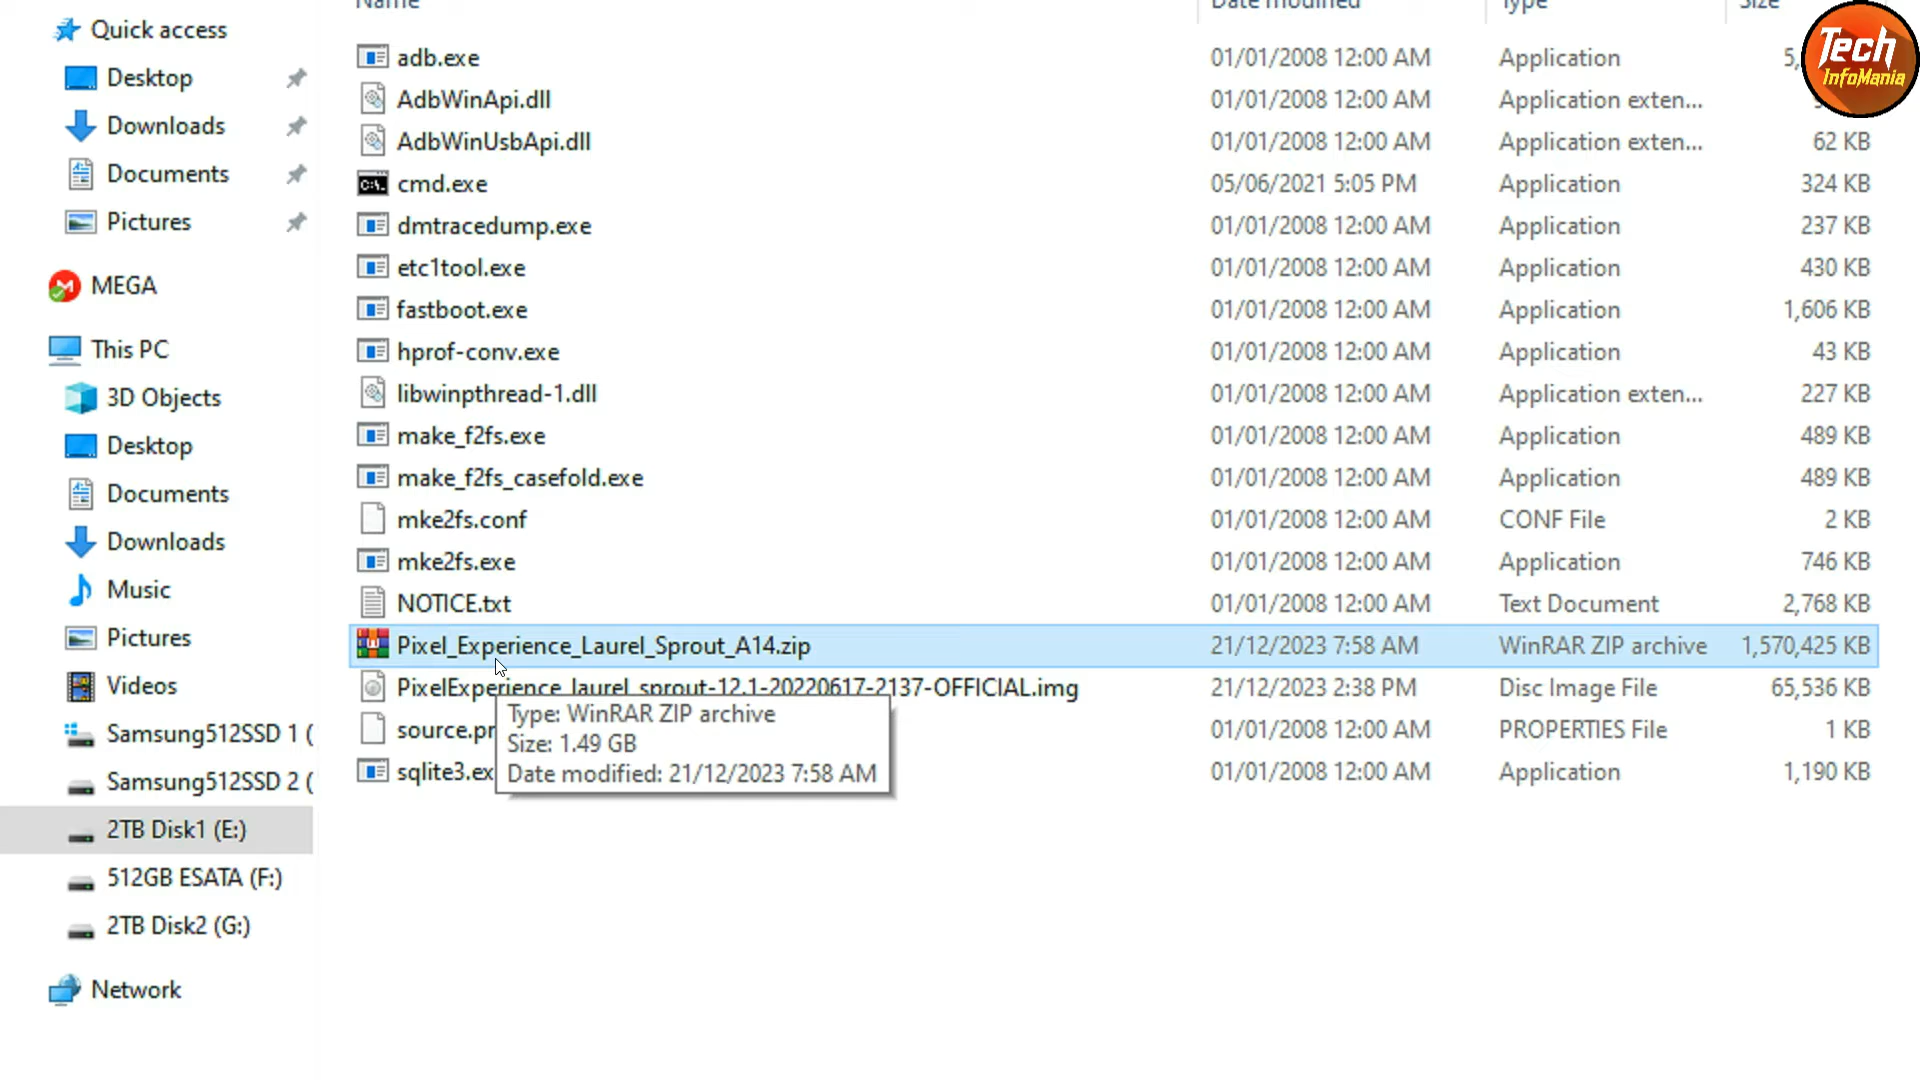 Name Date modified Type Size
Quick access
Desktop
Downloads
Documents
Pictures
MEGA
This PC
3D Objects
Desktop
Documents
Downloads
Music
Pictures
Videos
Samsung512SSD 1 (
Samsung512SSD 2 (
2TB Disk1 (E:)
512GB ESATA (F:)
2TB Disk2 (G:)
Network
adb.exe 01/01/2008 12:00 AM Application 5,
AdbWinApi.dll 01/01/2008 12:00 AM Application exten...
AdbWinUsbApi.dll 01/01/2008 12:00 AM Application exten... 62 KB
cmd.exe 05/06/2021 5:05 PM Application 324 KB
dmtracedump.exe 01/01/2008 12:00 AM Application 237 KB
etc1tool.exe 01/01/2008 12:00 AM Application 430 KB
fastboot.exe 01/01/2008 12:00 AM Application 1,606 KB
hprof-conv.exe 01/01/2008 12:00 AM Application 43 KB
libwinpthread-1.dll 01/01/2008 12:00 AM Application exten... 227 KB
make_f2fs.exe 01/01/2008 12:00 AM Application 489 KB
make_f2fs_casefold.exe 01/01/2008 12:00 AM Application 489 KB
mke2fs.conf 01/01/2008 12:00 AM CONF File 2 KB
mke2fs.exe 01/01/2008 12:00 AM Application 746 KB
NOTICE.txt 01/01/2008 12:00 AM Text Document 2,768 KB
Pixel_Experience_Laurel_Sprout_A14.zip 21/12/2023 7:58 AM WinRAR ZIP archive 1,570,425 KB
PixelExperience_laurel_sprout-12.1-20220617-2137-OFFICIAL.img 21/12/2023 2:38 PM Disc Image File 65,536 KB
source.pr 01/01/2008 12:00 AM PROPERTIES File 1 KB
sqlite3.ex 01/01/2008 12:00 AM Application 1,190 KB
Type: WinRAR ZIP archive
Size: 1.49 GB
Date modified: 21/12/2023 7:58 AM
Tech
InfoMania